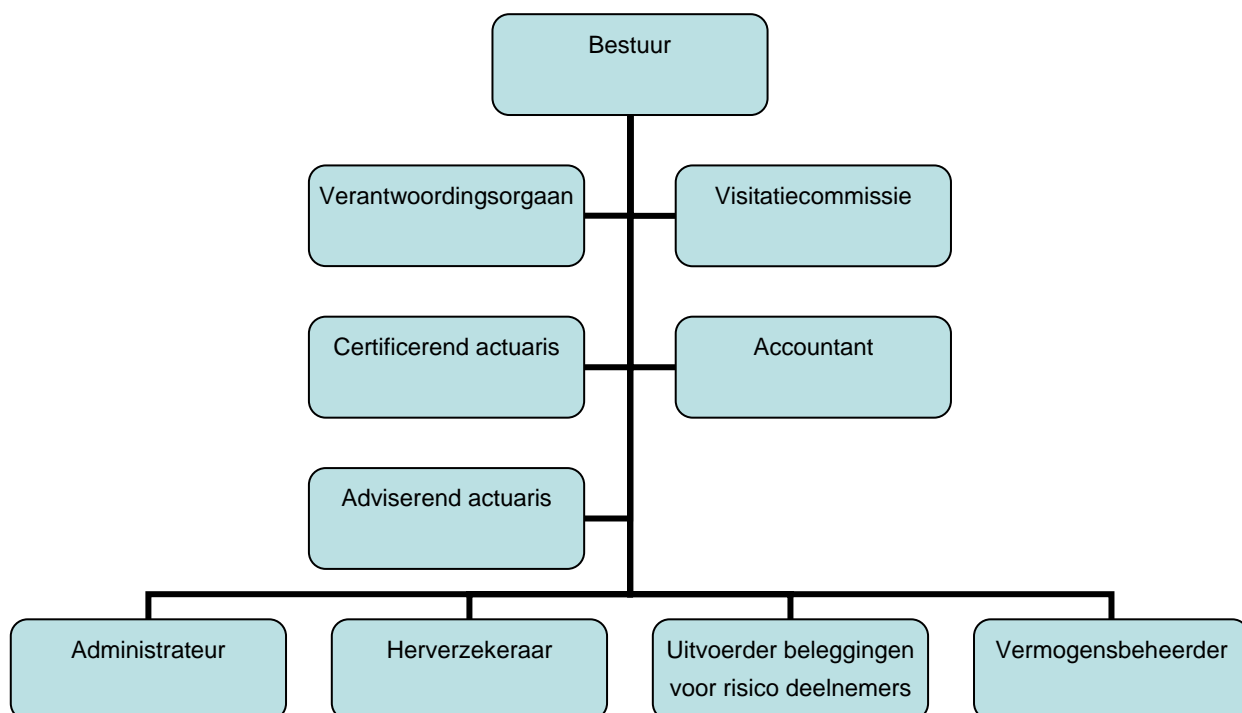 Bestuur
Verantwoordingsorgaan
Visitatiecommissie
Certificerend actuaris
Accountant
Adviserend actuaris
Administrateur
Herverzekeraar
Uitvoerder beleggingen
voor risico deelnemers
Vermogensbeheerder